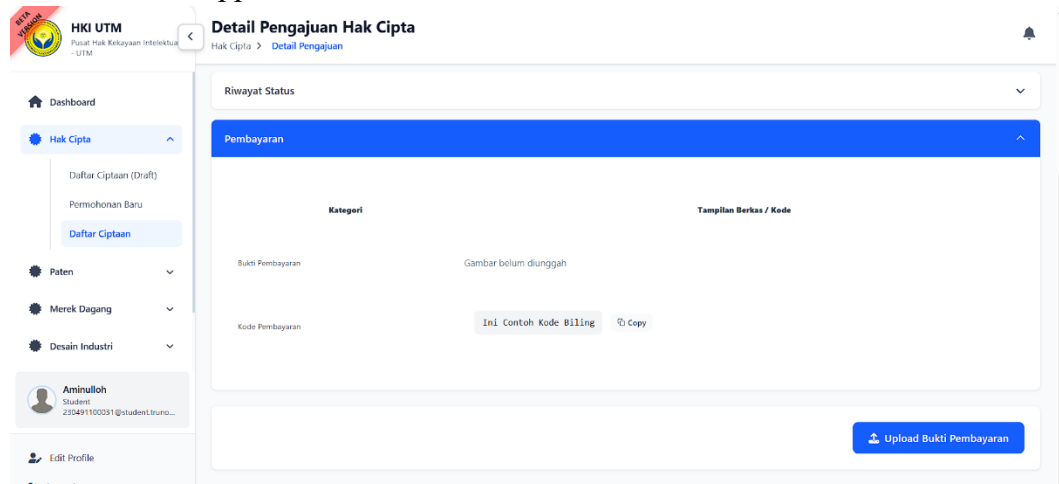 BETA
VERSION
HKI UTM
Pusat Hak Kekayaan Intelektual
- UTM
Detail Pengajuan Hak Cipta
Hak Cipta > Detail Pengajuan
Dashboard
Hak Cipta
Daftar Ciptaan (Draft)
Permohonan Baru
Daftar Ciptaan
Paten
Merek Dagang
Desain Industri
Aminulloh
Student
230491100031@student.truno...
Edit Profile
Riwayat Status
Pembayaran
Kategori
Tampilan Berkas / Kode
Bukti Pembayaran
Gambar belum diunggah
Kode Pembayaran
Ini Contoh Kode Biling
Copy
Upload Bukti Pembayaran